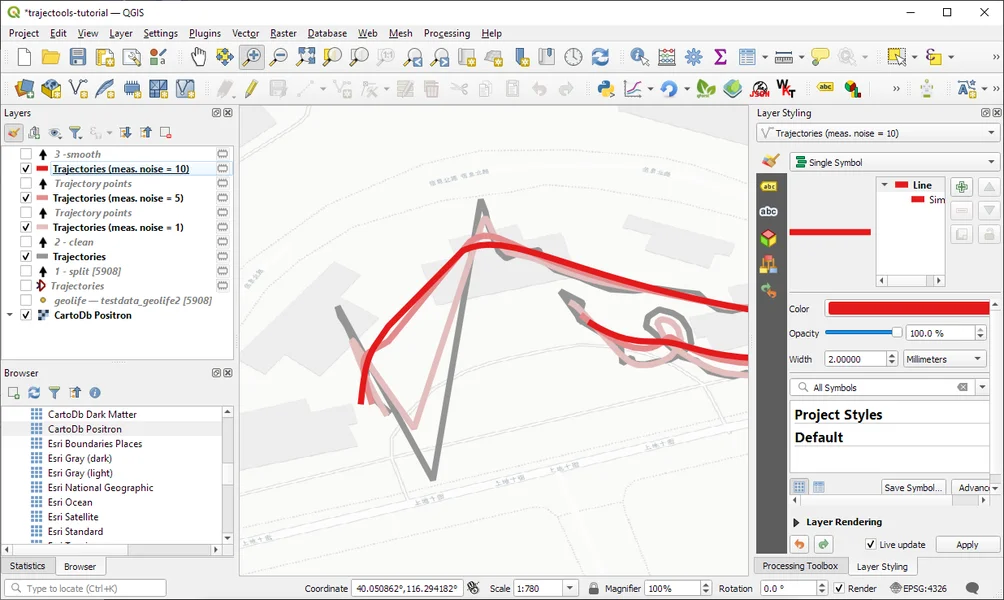 *trajectools-tutorial — QGIS
Project Edit View Layer Settings Plugins Vector Raster Database Web Mesh Processing Help
Layers
3 -smooth
Trajectories (meas. noise = 10)
Trajectory points
Trajectories (meas. noise = 5)
Trajectory points
Trajectories (meas. noise = 1)
2 - clean
Trajectories
1 - split [5908]
Trajectories
geolife — testdata_geolife2 [5908]
CartoDb Positron
Browser
CartoDb Dark Matter
CartoDb Positron
Esri Boundaries Places
Esri Gray (dark)
Esri Gray (light)
Esri National Geographic
Esri Ocean
Esri Satellite
Esri Standard
Statistics Browser
Layer Styling
Trajectories (meas. noise = 10)
Single Symbol
Line
Sim
Color
Opacity 100.0 %
Width 2.00000 Millimeters
All Symbols
Project Styles
Default
Save Symbol... Advanc
Layer Rendering
Live update Apply
Processing Toolbox Layer Styling
Type to locate (Ctrl+K)
Coordinate 40.050862°,116.294182° Scale 1:780 Magnifier 100% Rotation 0.0 ° Render EPSG:4326